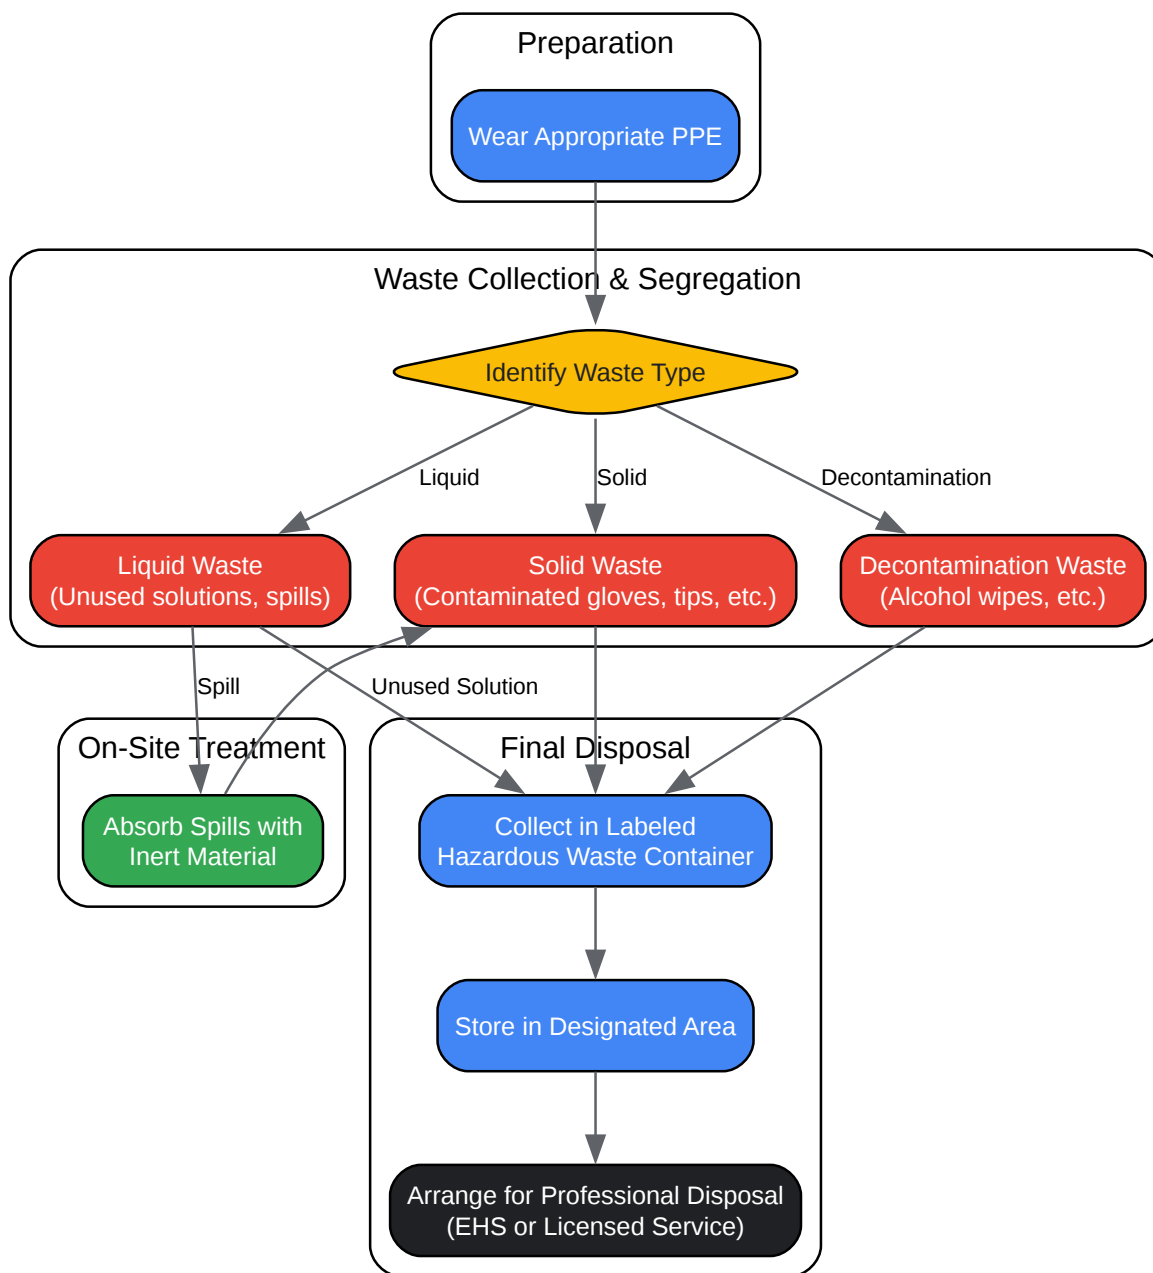 Preparation
Wear Appropriate PPE
Waste Collection & Segregation
Identify Waste Type
Liquid
Solid
Decontamination
Liquid Waste
(Unused solutions, spills)
Solid Waste
(Contaminated gloves, tips, etc.)
Decontamination Waste
(Alcohol wipes, etc.)
Spill
Unused Solution
On-Site Treatment
Absorb Spills with
Inert Material
Final Disposal
Collect in Labeled
Hazardous Waste Container
Store in Designated Area
Arrange for Professional Disposal
(EHS or Licensed Service)